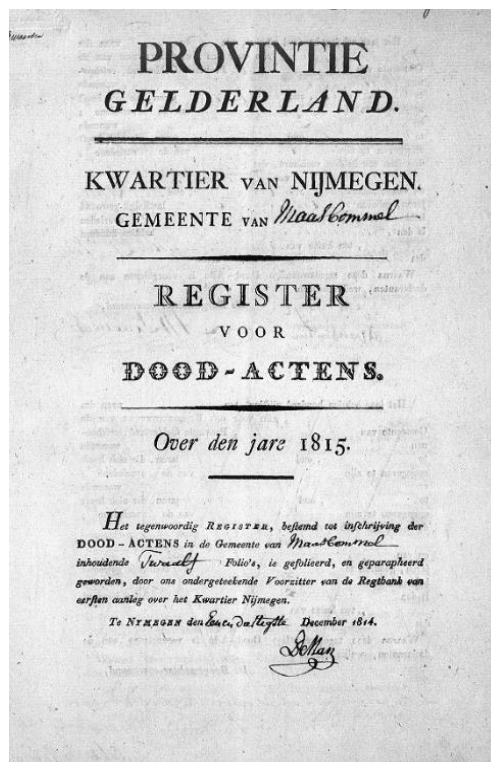 PROVINTIE
GELDERLAND.
KWARTIER VAN NIJMEGEN.
GEMEENTE VAN Maasbommel
REGISTER
VOOR
DOOD-ACTENS.
Over den jare 1815.
Het tegenwoordig REGISTER, bestemd tot inschrijving der
DOOD-ACTENS in de Gemeente van Maasbommel
inhoudende Twaalf Folio's, is gefolieerd, en geparapheerd
geworden, door ons ondergeteekende Voorzitter van de Regtbank van
eersten aanleg over het Kwartier Nijmegen.
Te NYMEGEN den Een en dertigste December 1814.
DeMan